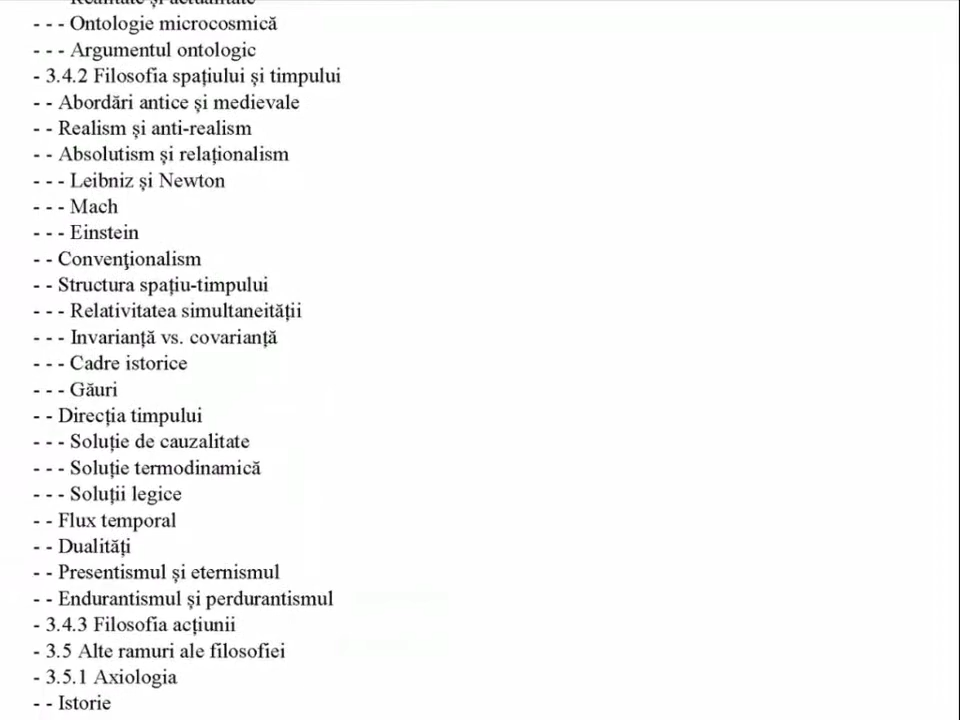 - - - Ontologie microcosmică
- - - Argumentul ontologic
- 3.4.2 Filosofia spațiului și timpului
- - Abordări antice și medievale
- - Realism și anti-realism
- - Absolutism și relaționalism
- - - Leibniz și Newton
- - - Mach
- - - Einstein
- - Convenţionalism
- - Structura spațiu-timpului
- - - Relativitatea simultaneității
- - - Invarianță vs. covarianță
- - - Cadre istorice
- - - Găuri
- - Direcția timpului
- - - Soluție de cauzalitate
- - - Soluție termodinamică
- - - Soluții legice
- - Flux temporal
- - Dualități
- - Presentismul și eternismul
- - Endurantismul și perdurantismul
- 3.4.3 Filosofia acțiunii
- 3.5 Alte ramuri ale filosofiei
- 3.5.1 Axiologia
- - Istorie